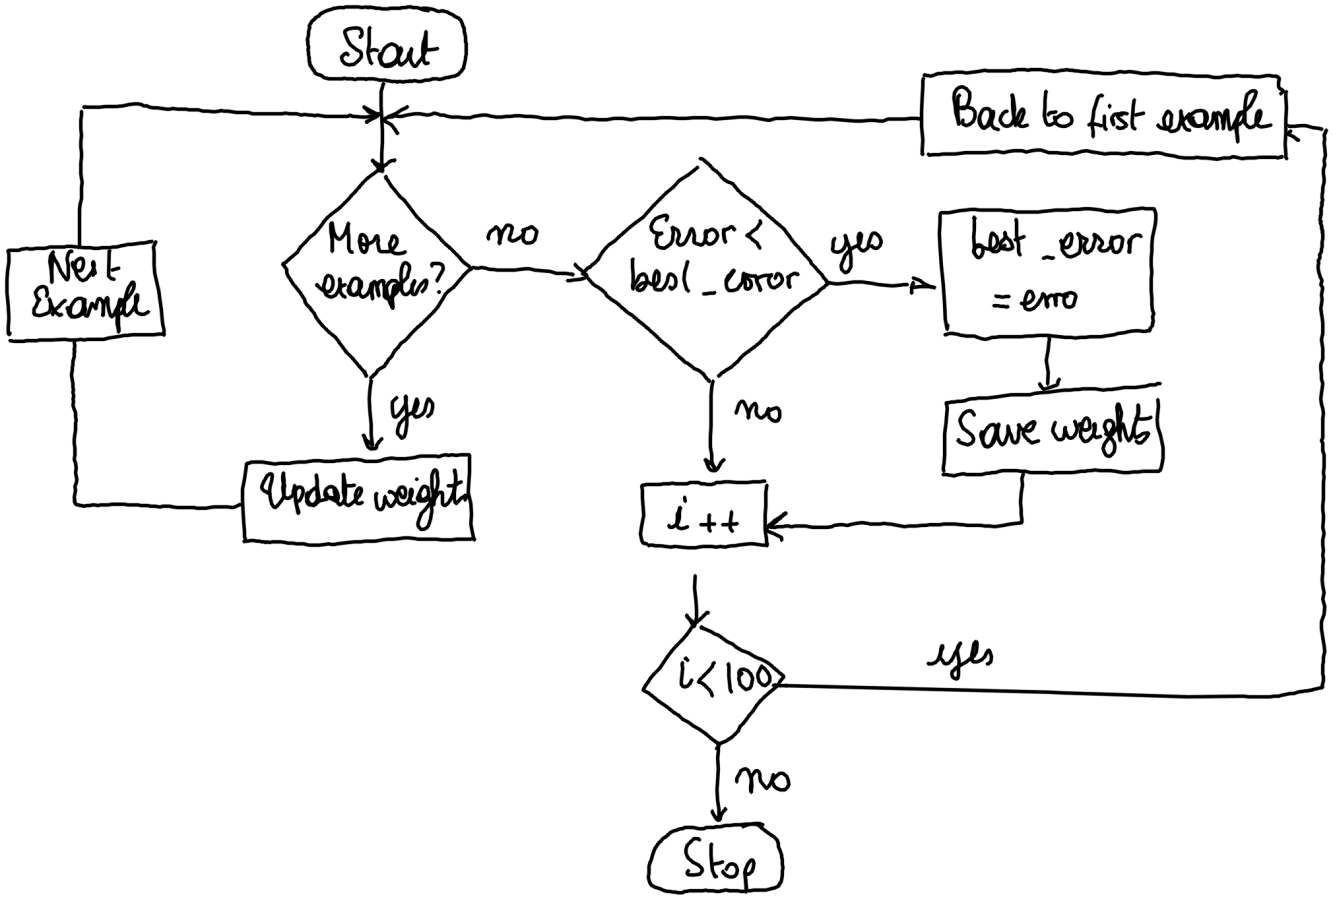 Start
Back to first example
More
examples?
no
Error <
best_error
yes
best_error
= erro
Next
Example
yes
no
Save weights
Update weights
i++
i<100
yes
no
Stop